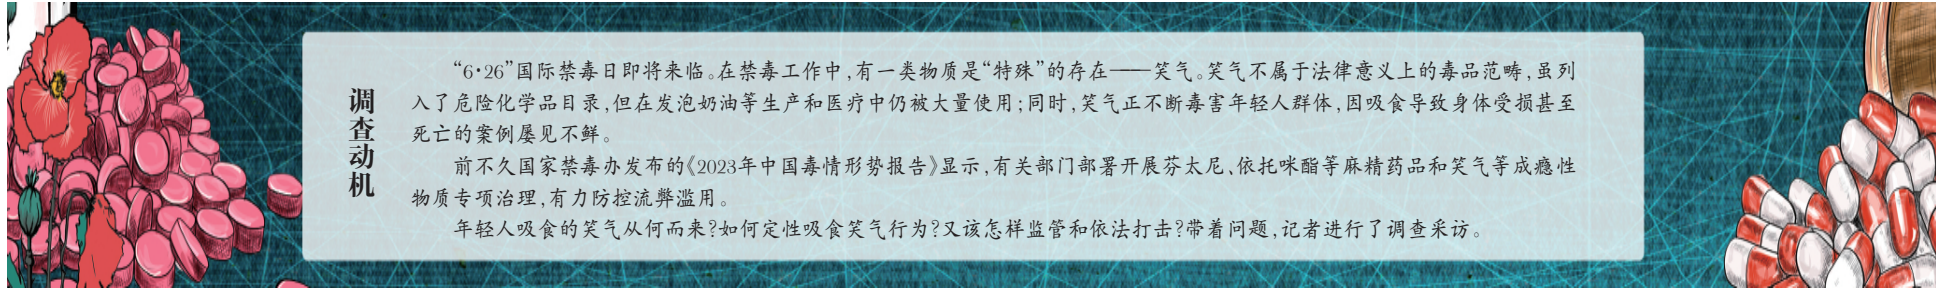 调查动机
“6·26”国际禁毒日即将来临。在禁毒工作中,有一类物质是“特殊”的存在——笑气。笑气不属于法律意义上的毒品范畴,虽列
入了危险化学品目录,但在发泡奶油等生产和医疗中仍被大量使用;同时,笑气正不断毒害年轻人群体,因吸食导致身体受损甚至
死亡的案例屡见不鲜。
前不久国家禁毒办发布的《2023年中国毒情形势报告》显示,有关部门部署开展芬太尼、依托咪酯等麻精药品和笑气等成瘾性
物质专项治理,有力防控流弊滥用。
年轻人吸食的笑气从何而来?如何定性吸食笑气行为?又该怎样监管和依法打击?带着问题,记者进行了调查采访。